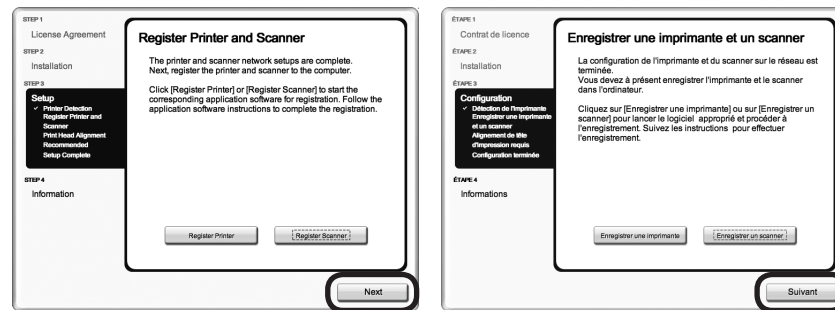 STEP 1
License Agreement
STEP 2
Installation
STEP 3
Setup
✓ Printer Detection
Register Printer and
Scanner
Print Head Alignment
Recommended
Setup Complete
STEP 4
Information
Register Printer and Scanner
The printer and scanner network setups are complete.
Next, register the printer and scanner to the computer.
Click [Register Printer] or [Register Scanner] to start the
corresponding application software for registration. Follow the
application software instructions to complete the registration.
Register Printer
Register Scanner
Next
ÉTAPE 1
Contrat de licence
ÉTAPE 2
Installation
ÉTAPE 3
Configuration
✓ Détection de l'imprimante
Enregistrer une imprimante
et un scanner
Alignement de tête
d'impression requis
Configuration terminée
ÉTAPE 4
Informations
Enregistrer une imprimante et un scanner
La configuration de l'imprimante et du scanner sur le réseau est
terminée.
Vous devez à présent enregistrer l'imprimante et le scanner
dans l'ordinateur.
Cliquez sur [Enregistrer une imprimante] ou sur [Enregistrer un
scanner] pour lancer le logiciel approprié et procéder à
l'enregistrement. Suivez les instructions pour effectuer
l'enregistrement.
Enregistrer une imprimante
Enregistrer un scanner
Suivant